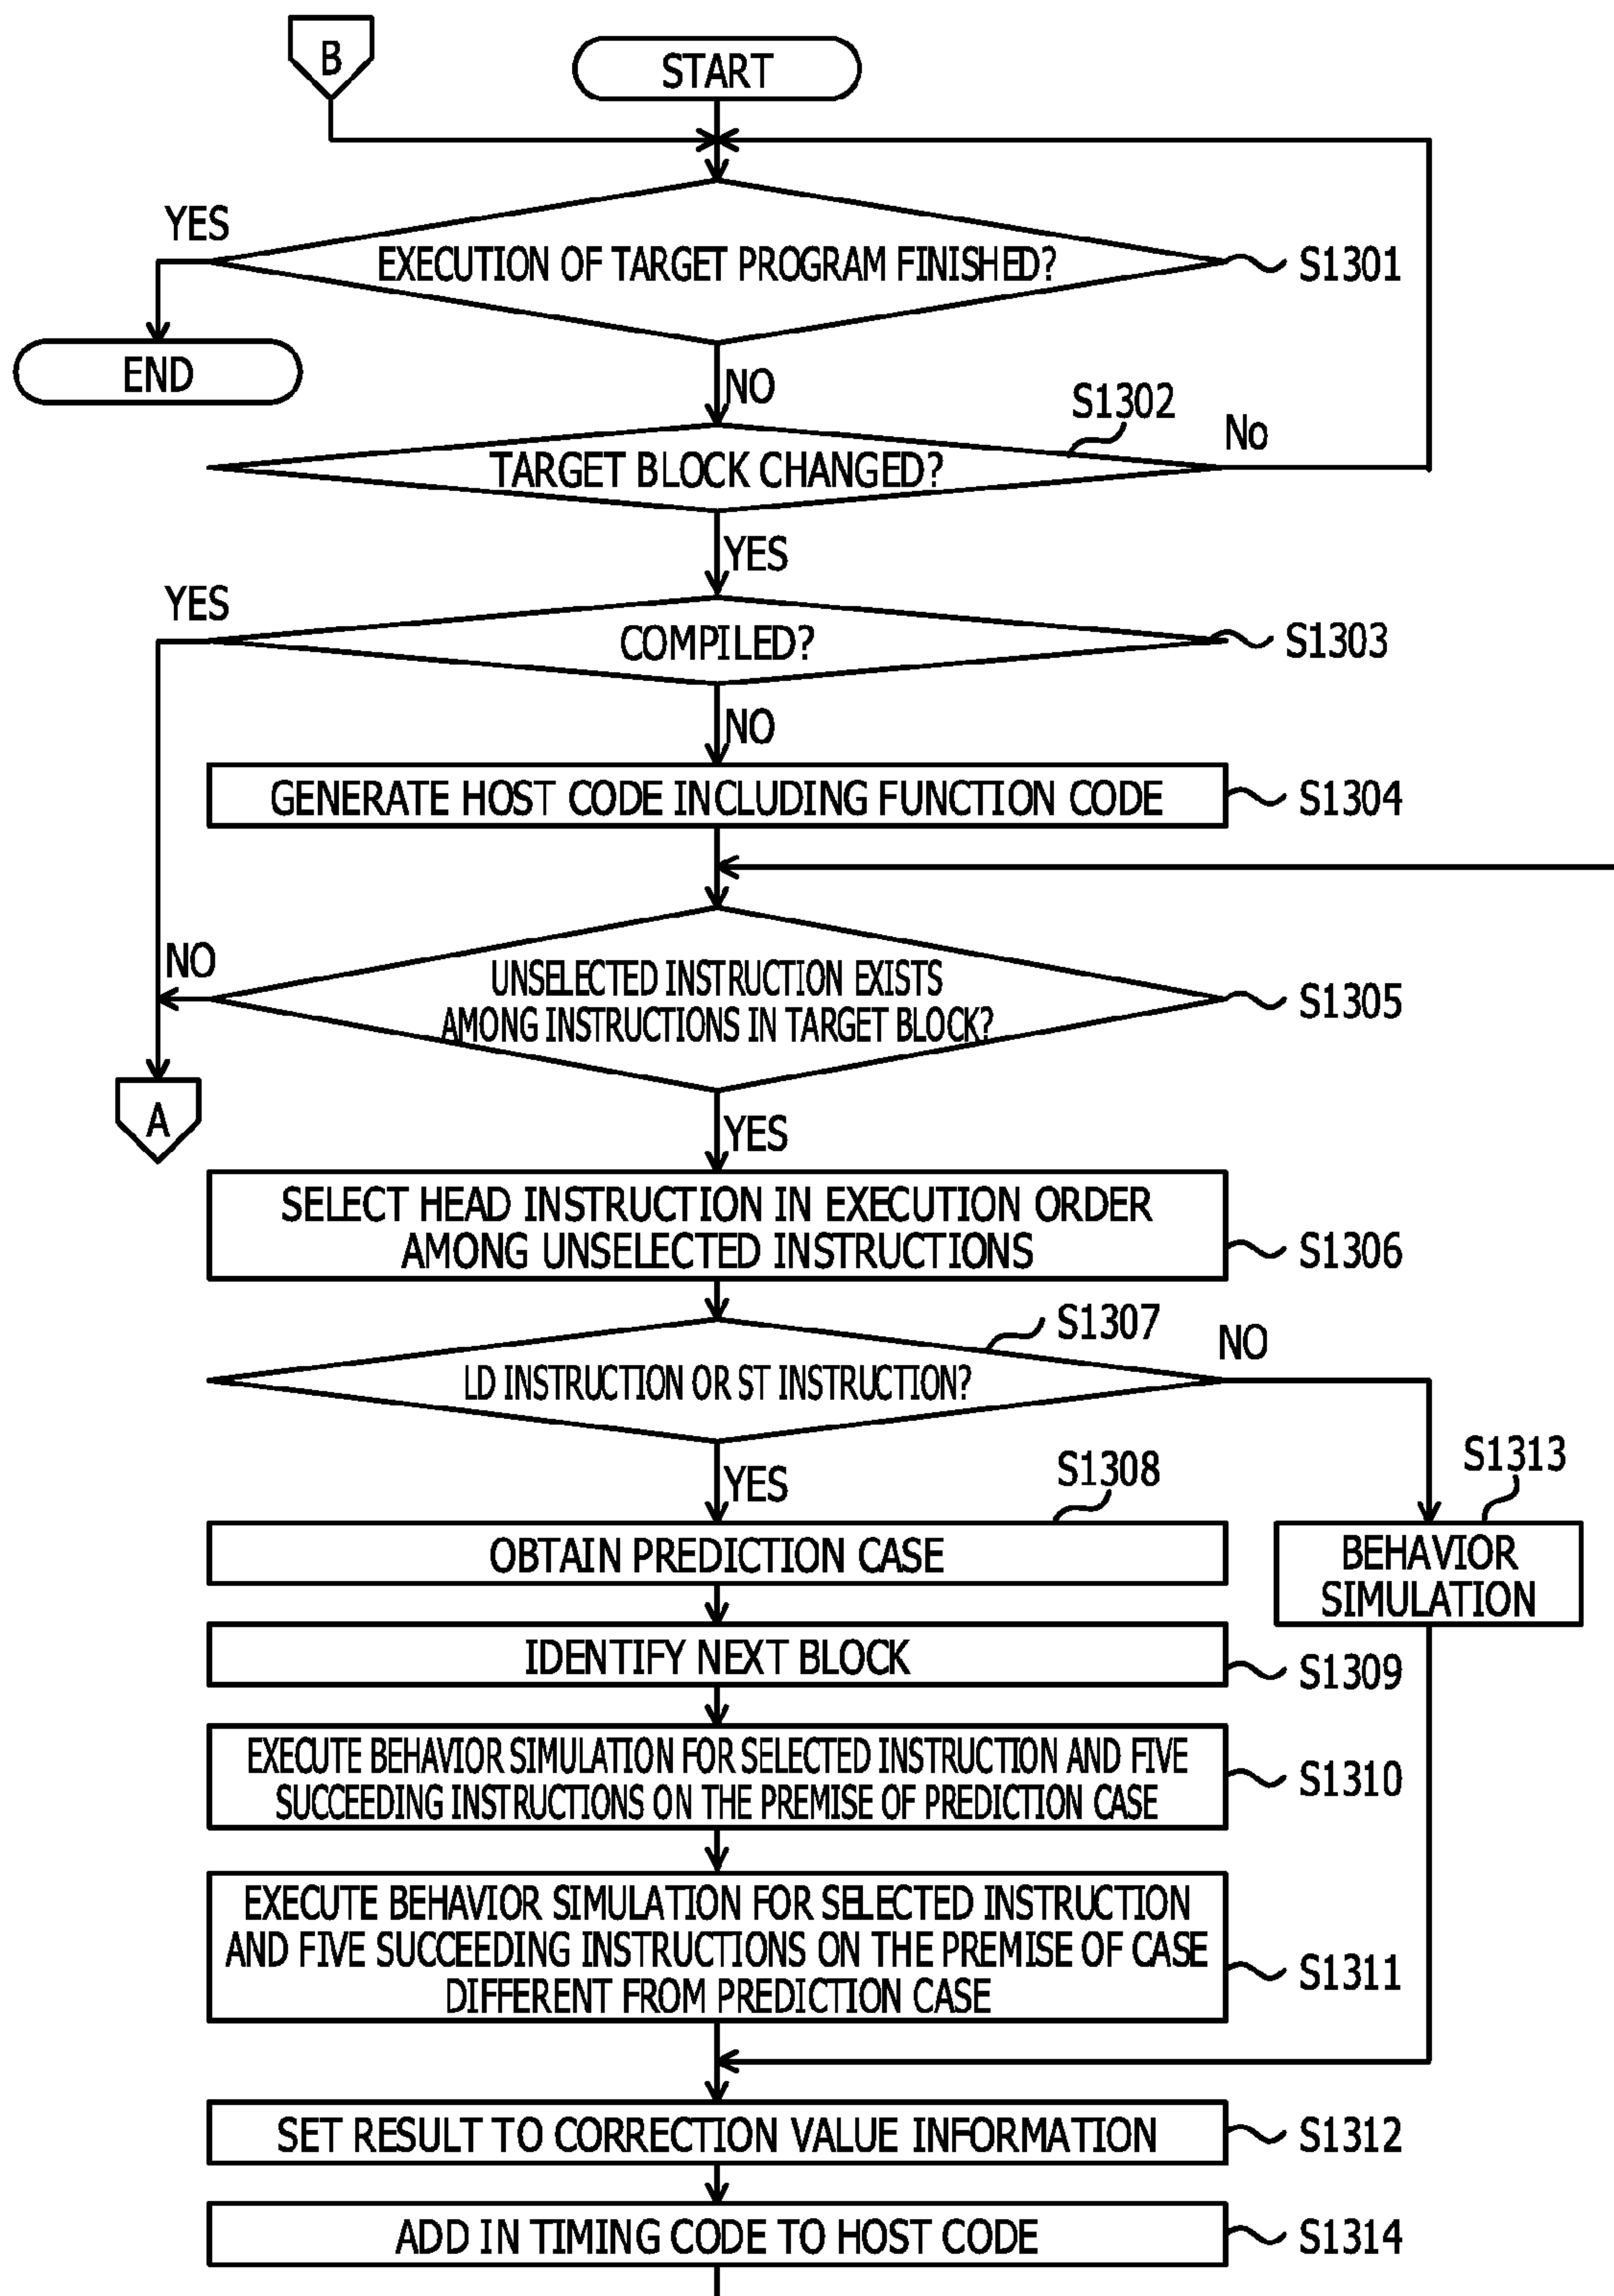 B
START
YES
EXECUTION OF TARGET PROGRAM FINISHED?
S1301
END
NO
S1302
No
TARGET BLOCK CHANGED?
YES
YES
COMPILED?
S1303
NO
GENERATE HOST CODE INCLUDING FUNCTION CODE
S1304
NO
UNSELECTED INSTRUCTION EXISTS
AMONG INSTRUCTIONS IN TARGET BLOCK?
S1305
A
YES
SELECT HEAD INSTRUCTION IN EXECUTION ORDER
AMONG UNSELECTED INSTRUCTIONS
S1306
S1307
NO
LD INSTRUCTION OR ST INSTRUCTION?
YES
S1308
S1313
OBTAIN PREDICTION CASE
BEHAVIOR
SIMULATION
IDENTIFY NEXT BLOCK
S1309
EXECUTE BEHAVIOR SIMULATION FOR SELECTED INSTRUCTION AND FIVE
SUCCEEDING INSTRUCTIONS ON THE PREMISE OF PREDICTION CASE
S1310
EXECUTE BEHAVIOR SIMULATION FOR SELECTED INSTRUCTION
AND FIVE SUCCEEDING INSTRUCTIONS ON THE PREMISE OF CASE
DIFFERENT FROM PREDICTION CASE
S1311
SET RESULT TO CORRECTION VALUE INFORMATION
S1312
ADD IN TIMING CODE TO HOST CODE
S1314